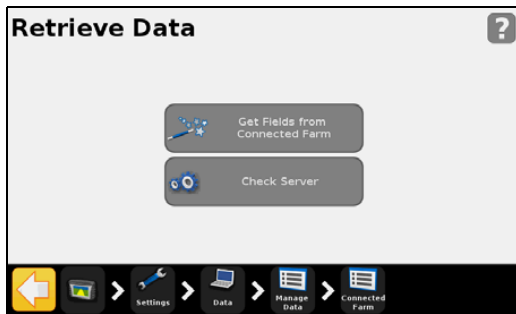 Retrieve Data
?
Get Fields from
Connected Farm
Check Server
Settings
Data
Manage
Data
Connected
Farm